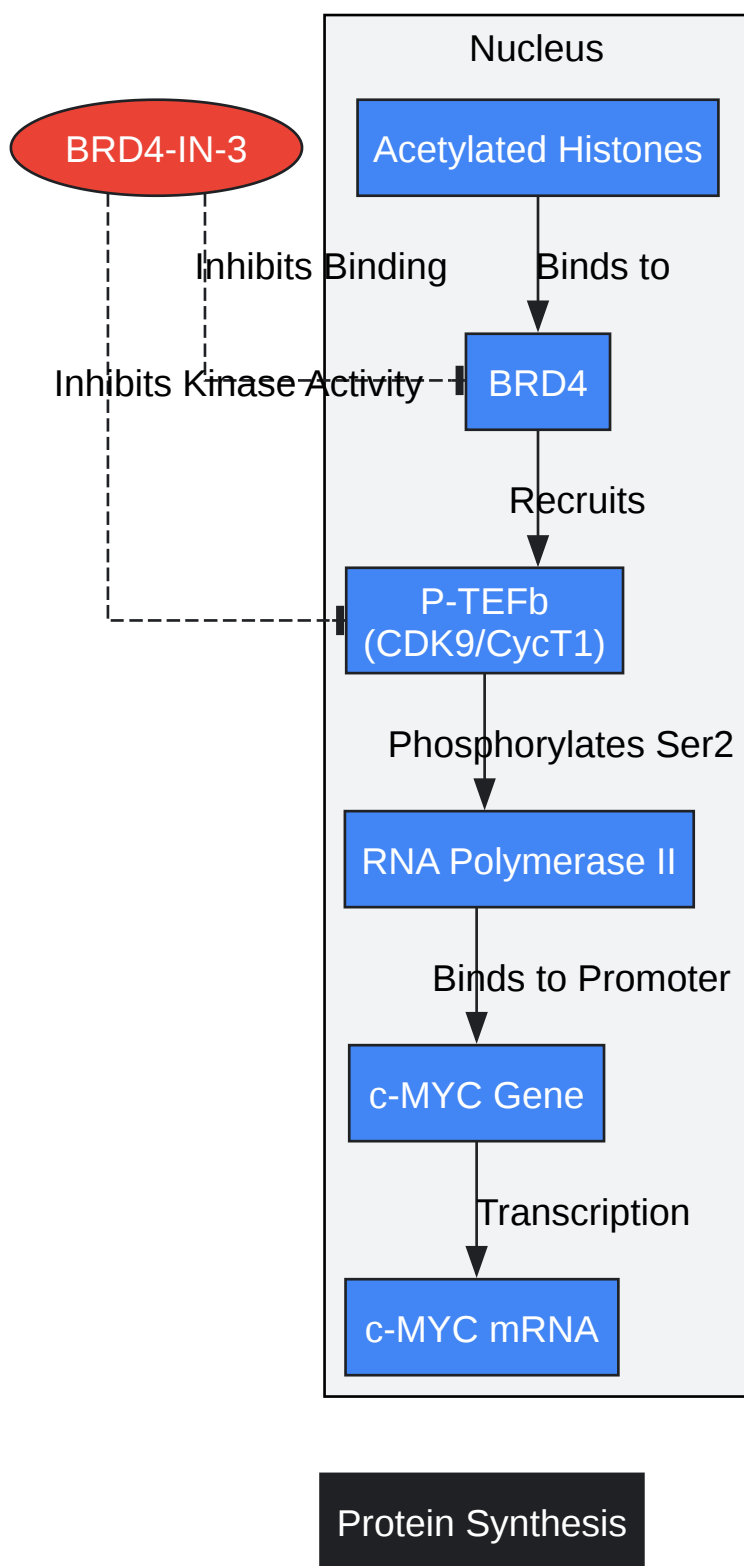 Nucleus
BRD4-IN-3
Acetylated Histones
Inhibits Binding
Binds to
Inhibits Kinase Activity
BRD4
Recruits
P-TEFb
(CDK9/CycT1)
Phosphorylates Ser2
RNA Polymerase II
Binds to Promoter
c-MYC Gene
Transcription
c-MYC mRNA
Protein Synthesis